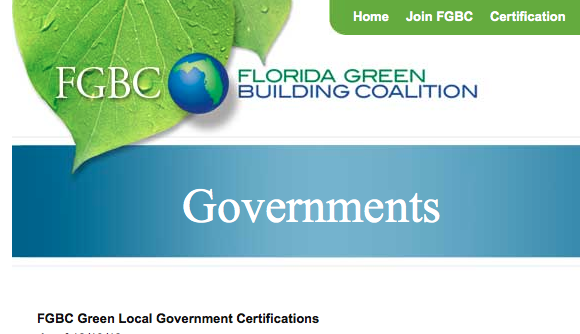 Home Join FGBC Certification
FGBC FLORIDA GREEN
BUILDING COALITION
Governments
FGBC Green Local Government Certifications